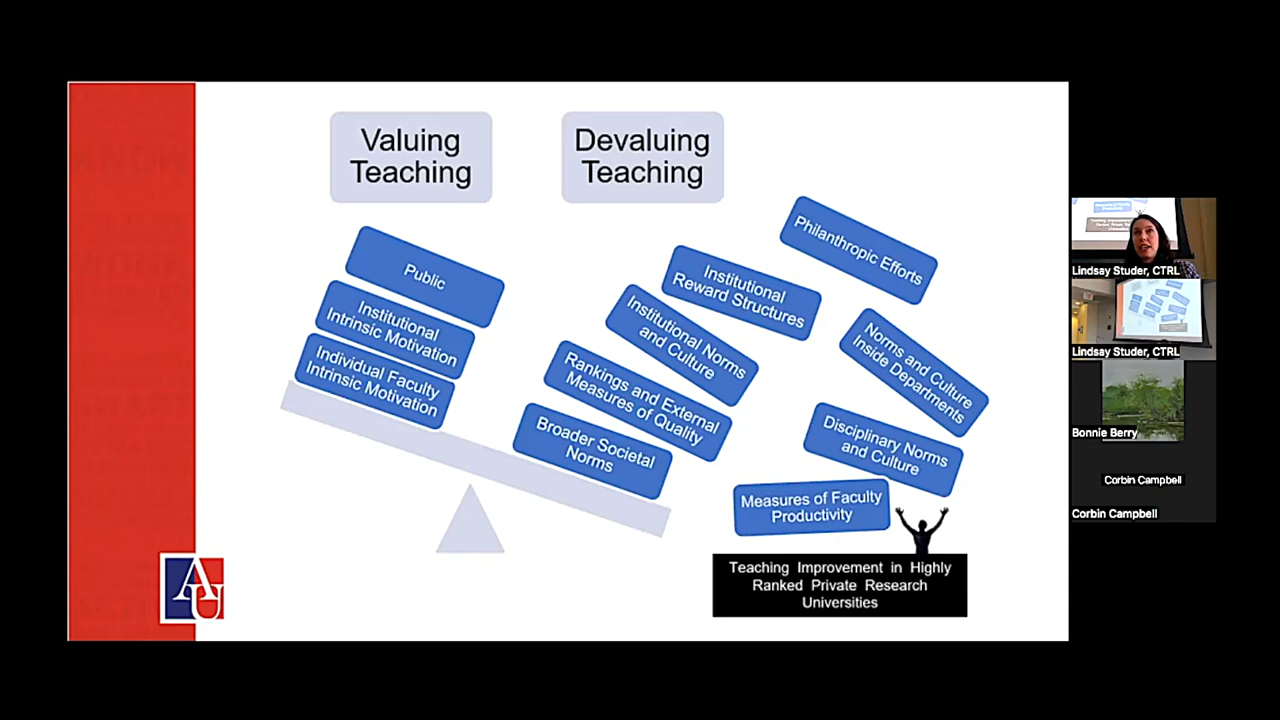 Valuing
Teaching
Devaluing
Teaching
Public
Institutional
Intrinsic Motivation
Individual Faculty
Intrinsic Motivation
Philanthropic Efforts
Institutional
Reward Structures
Institutional Norms
and Culture
Rankings and External
Measures of Quality
Broader Societal
Norms
Norms and Culture
Inside Departments
Disciplinary Norms
and Culture
Measures of Faculty
Productivity
Teaching Improvement in Highly
Ranked Private Research
Universities
AU
Lindsay Studer, CTRL
Lindsay Studer, CTRL
Bonnie Berry
Corbin Campbell
Corbin Campbell